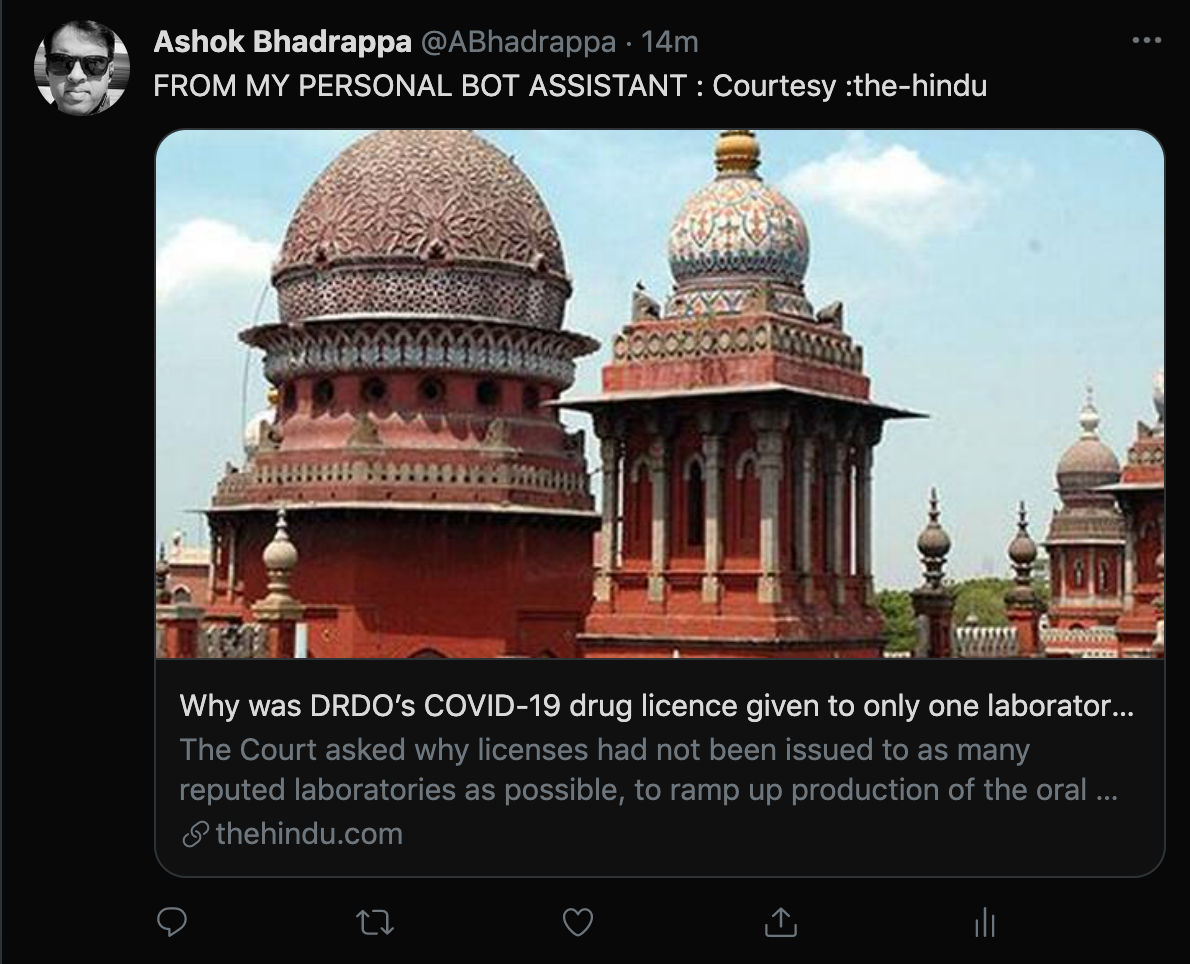 Ashok Bhadrappa @ABhadrappa · 14m
FROM MY PERSONAL BOT ASSISTANT : Courtesy :the-hindu
Why was DRDO’s COVID-19 drug licence given to only one laborator...
The Court asked why licenses had not been issued to as many
reputed laboratories as possible, to ramp up production of the oral ...
thehindu.com